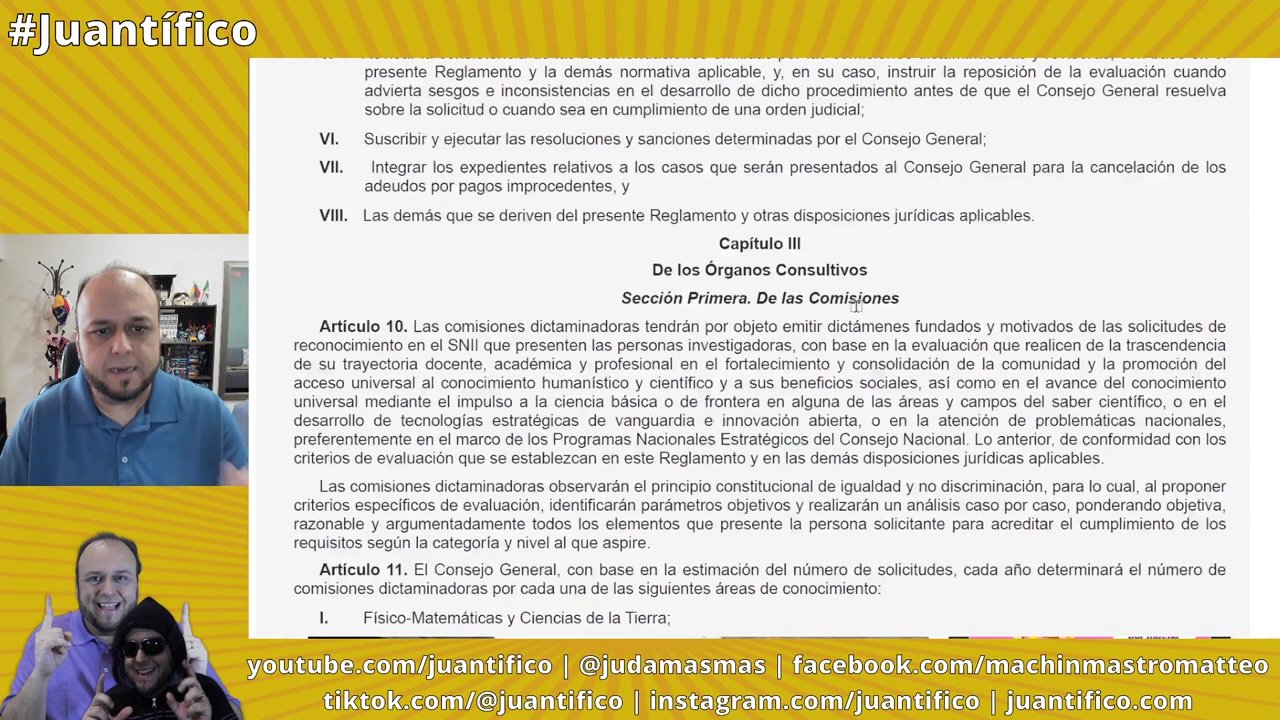 #Juantífico
presente Reglamento y la demás normativa aplicable, y, en su caso, instruir la reposición de la evaluación cuando
advierta sesgos e inconsistencias en el desarrollo de dicho procedimiento antes de que el Consejo General resuelva
sobre la solicitud o cuando sea en cumplimiento de una orden judicial;
VI. Suscribir y ejecutar las resoluciones y sanciones determinadas por el Consejo General;
VII. Integrar los expedientes relativos a los casos que serán presentados al Consejo General para la cancelación de los
adeudos por pagos improcedentes, y
VIII. Las demás que se deriven del presente Reglamento y otras disposiciones jurídicas aplicables.
Capítulo III
De los Órganos Consultivos
Sección Primera. De las Comisiones
Artículo 10. Las comisiones dictaminadoras tendrán por objeto emitir dictámenes fundados y motivados de las solicitudes de
reconocimiento en el SNII que presenten las personas investigadoras, con base en la evaluación que realicen de la trascendencia
de su trayectoria docente, académica y profesional en el fortalecimiento y consolidación de la comunidad y la promoción del
acceso universal al conocimiento humanístico y científico y a sus beneficios sociales, así como en el avance del conocimiento
universal mediante el impulso a la ciencia básica o de frontera en alguna de las áreas y campos del saber científico, o en el
desarrollo de tecnologías estratégicas de vanguardia e innovación abierta, o en la atención de problemáticas nacionales,
preferentemente en el marco de los Programas Nacionales Estratégicos del Consejo Nacional. Lo anterior, de conformidad con los
criterios de evaluación que se establezcan en este Reglamento y en las demás disposiciones jurídicas aplicables.
Las comisiones dictaminadoras observarán el principio constitucional de igualdad y no discriminación, para lo cual, al proponer
criterios específicos de evaluación, identificarán parámetros objetivos y realizarán un análisis caso por caso, ponderando objetiva,
razonable y argumentadamente todos los elementos que presente la persona solicitante para acreditar el cumplimiento de los
requisitos según la categoría y nivel al que aspire.
Artículo 11. El Consejo General, con base en la estimación del número de solicitudes, cada año determinará el número de
comisiones dictaminadoras por cada una de las siguientes áreas de conocimiento:
I. Físico-Matemáticas y Ciencias de la Tierra;
youtube.com/juantifico | @judamasmas | facebook.com/machinmastromatteo
tiktok.com/@juantifico | instagram.com/juantifico | juantifico.com